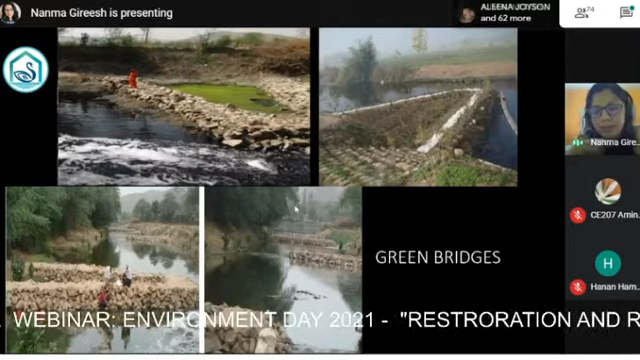 Nanma Gireesh is presenting
ALEENA JOYSON
and 62 more
74
Nanma Gire...
CE207 Amin...
H
Hanan Ham...
GREEN BRIDGES
WEBINAR: ENVIRONMENT DAY 2021 - "RESTRORATION AND R